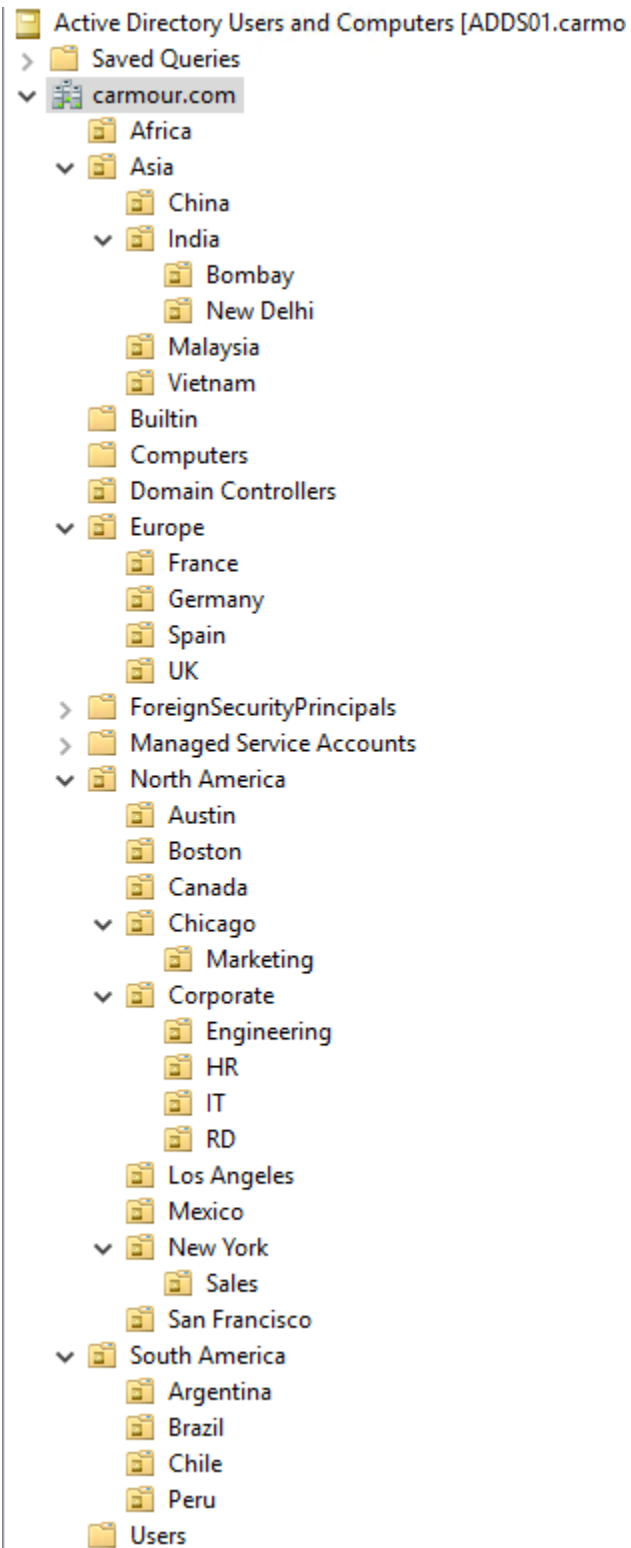 Active Directory Users and Computers [ADDS01.carmo
Saved Queries
carmour.com
Africa
Asia
China
India
Bombay
New Delhi
Malaysia
Vietnam
Builtin
Computers
Domain Controllers
Europe
France
Germany
Spain
UK
ForeignSecurityPrincipals
Managed Service Accounts
North America
Austin
Boston
Canada
Chicago
Marketing
Corporate
Engineering
HR
IT
RD
Los Angeles
Mexico
New York
Sales
San Francisco
South America
Argentina
Brazil
Chile
Peru
Users